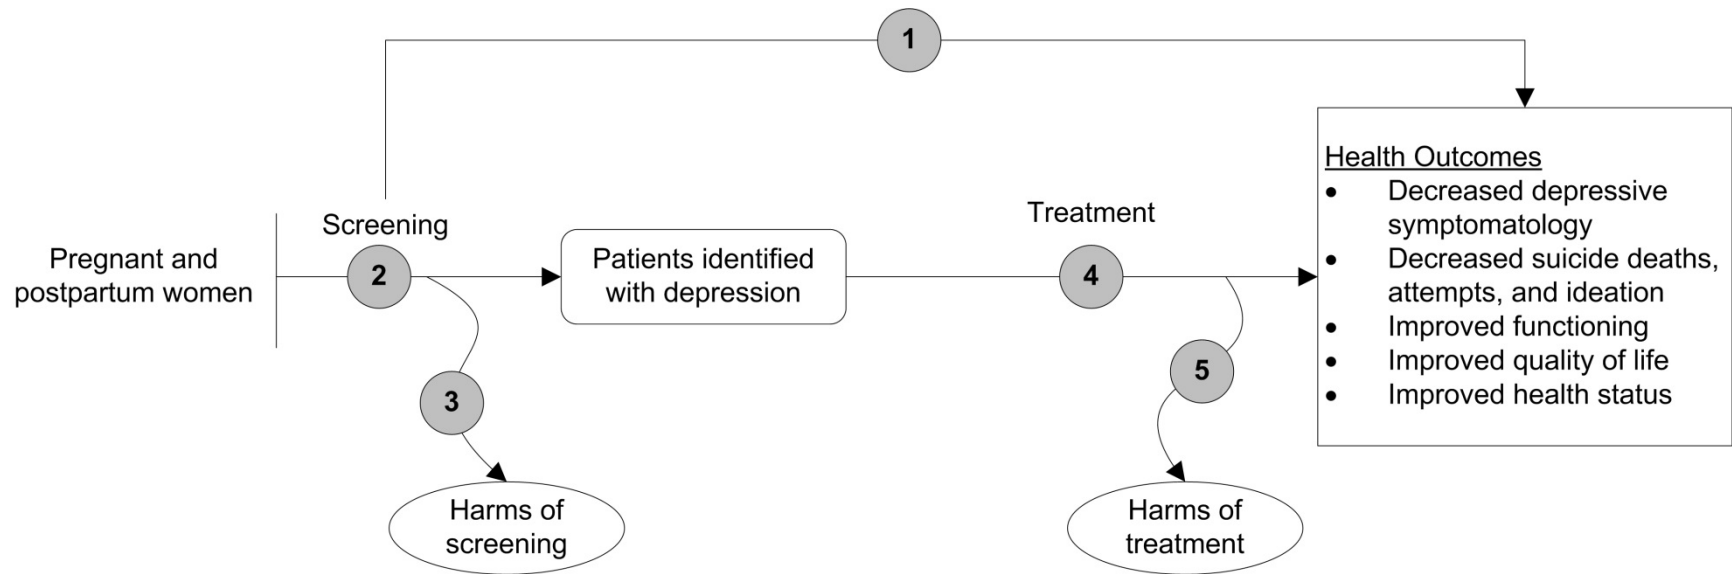 1
Pregnant and
postpartum women
Screening
2
3
Harms of
screening
Patients identified
with depression
Treatment
4
5
Harms of
treatment
Health Outcomes
• Decreased depressive
symptomatology
• Decreased suicide deaths,
attempts, and ideation
• Improved functioning
• Improved quality of life
• Improved health status